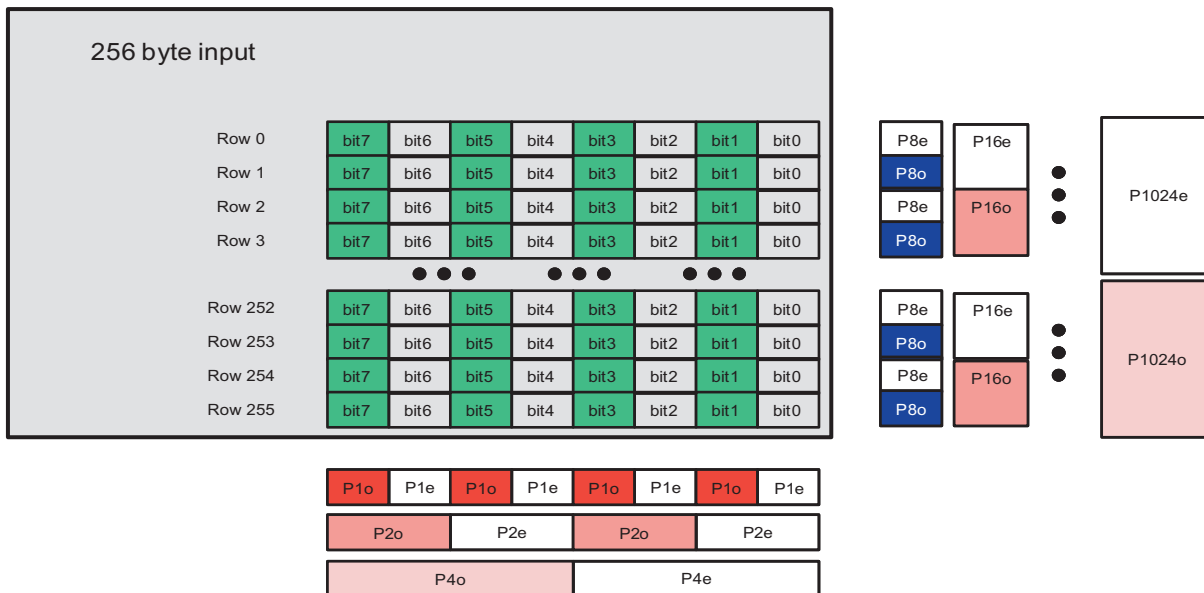 256 byte input
Row 0 bit7 bit6 bit5 bit4 bit3 bit2 bit1 bit0 P8e P16e
Row 1 bit7 bit6 bit5 bit4 bit3 bit2 bit1 bit0 P8o
Row 2 bit7 bit6 bit5 bit4 bit3 bit2 bit1 bit0 P8e P16o P1024e
Row 3 bit7 bit6 bit5 bit4 bit3 bit2 bit1 bit0 P8o
Row 252 bit7 bit6 bit5 bit4 bit3 bit2 bit1 bit0 P8e P16e
Row 253 bit7 bit6 bit5 bit4 bit3 bit2 bit1 bit0 P8o
Row 254 bit7 bit6 bit5 bit4 bit3 bit2 bit1 bit0 P8e P16o P1024o
Row 255 bit7 bit6 bit5 bit4 bit3 bit2 bit1 bit0 P8o
P1o P1e P1o P1e P1o P1e P1o P1e
P2o P2e P2o P2e
P4o P4e